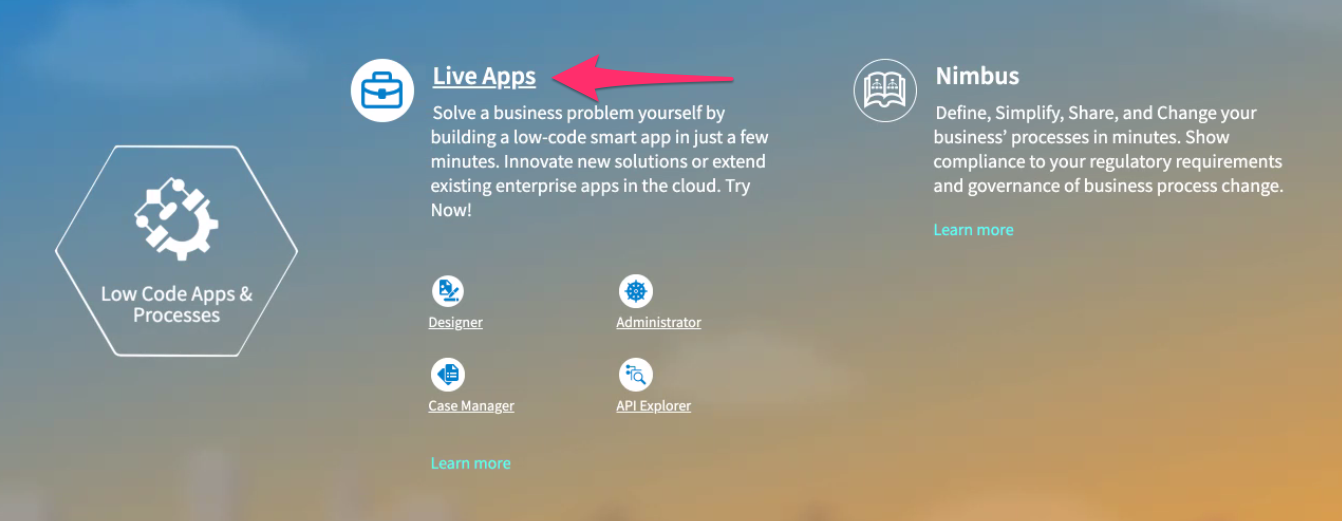 Low Code Apps &
Processes
Live Apps
Solve a business problem yourself by
building a low-code smart app in just a few
minutes. Innovate new solutions or extend
existing enterprise apps in the cloud. Try
Now!
Designer
Administrator
Case Manager
API Explorer
Learn more
Nimbus
Define, Simplify, Share, and Change your
business’ processes in minutes. Show
compliance to your regulatory requirements
and governance of business process change.
Learn more